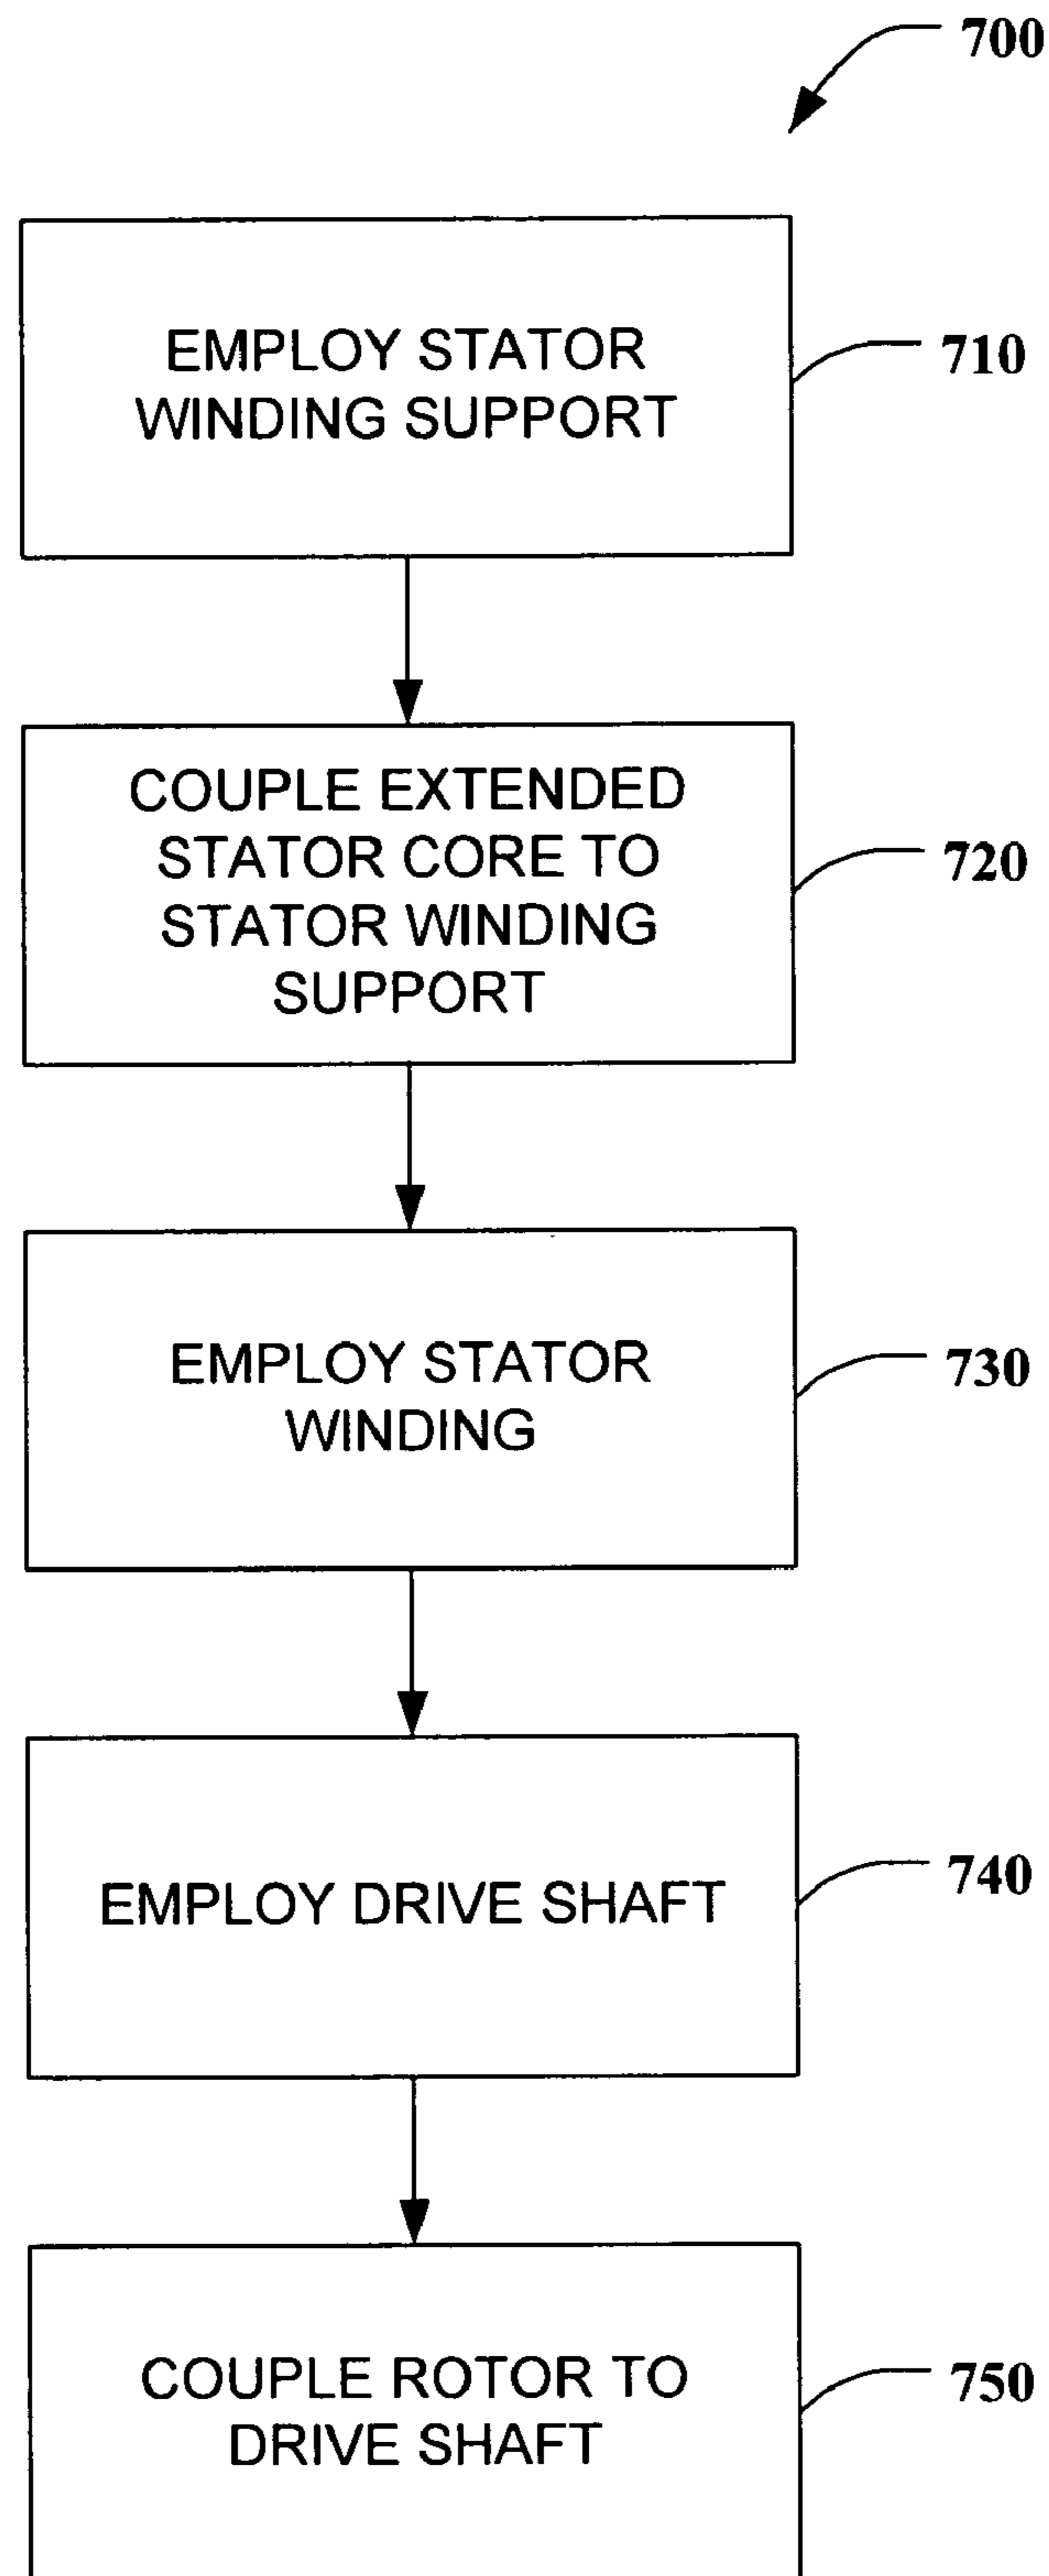 700
EMPLOY STATOR
WINDING SUPPORT
710
COUPLE EXTENDED
STATOR CORE TO
STATOR WINDING
SUPPORT
720
EMPLOY STATOR
WINDING
730
EMPLOY DRIVE SHAFT
740
COUPLE ROTOR TO
DRIVE SHAFT
750